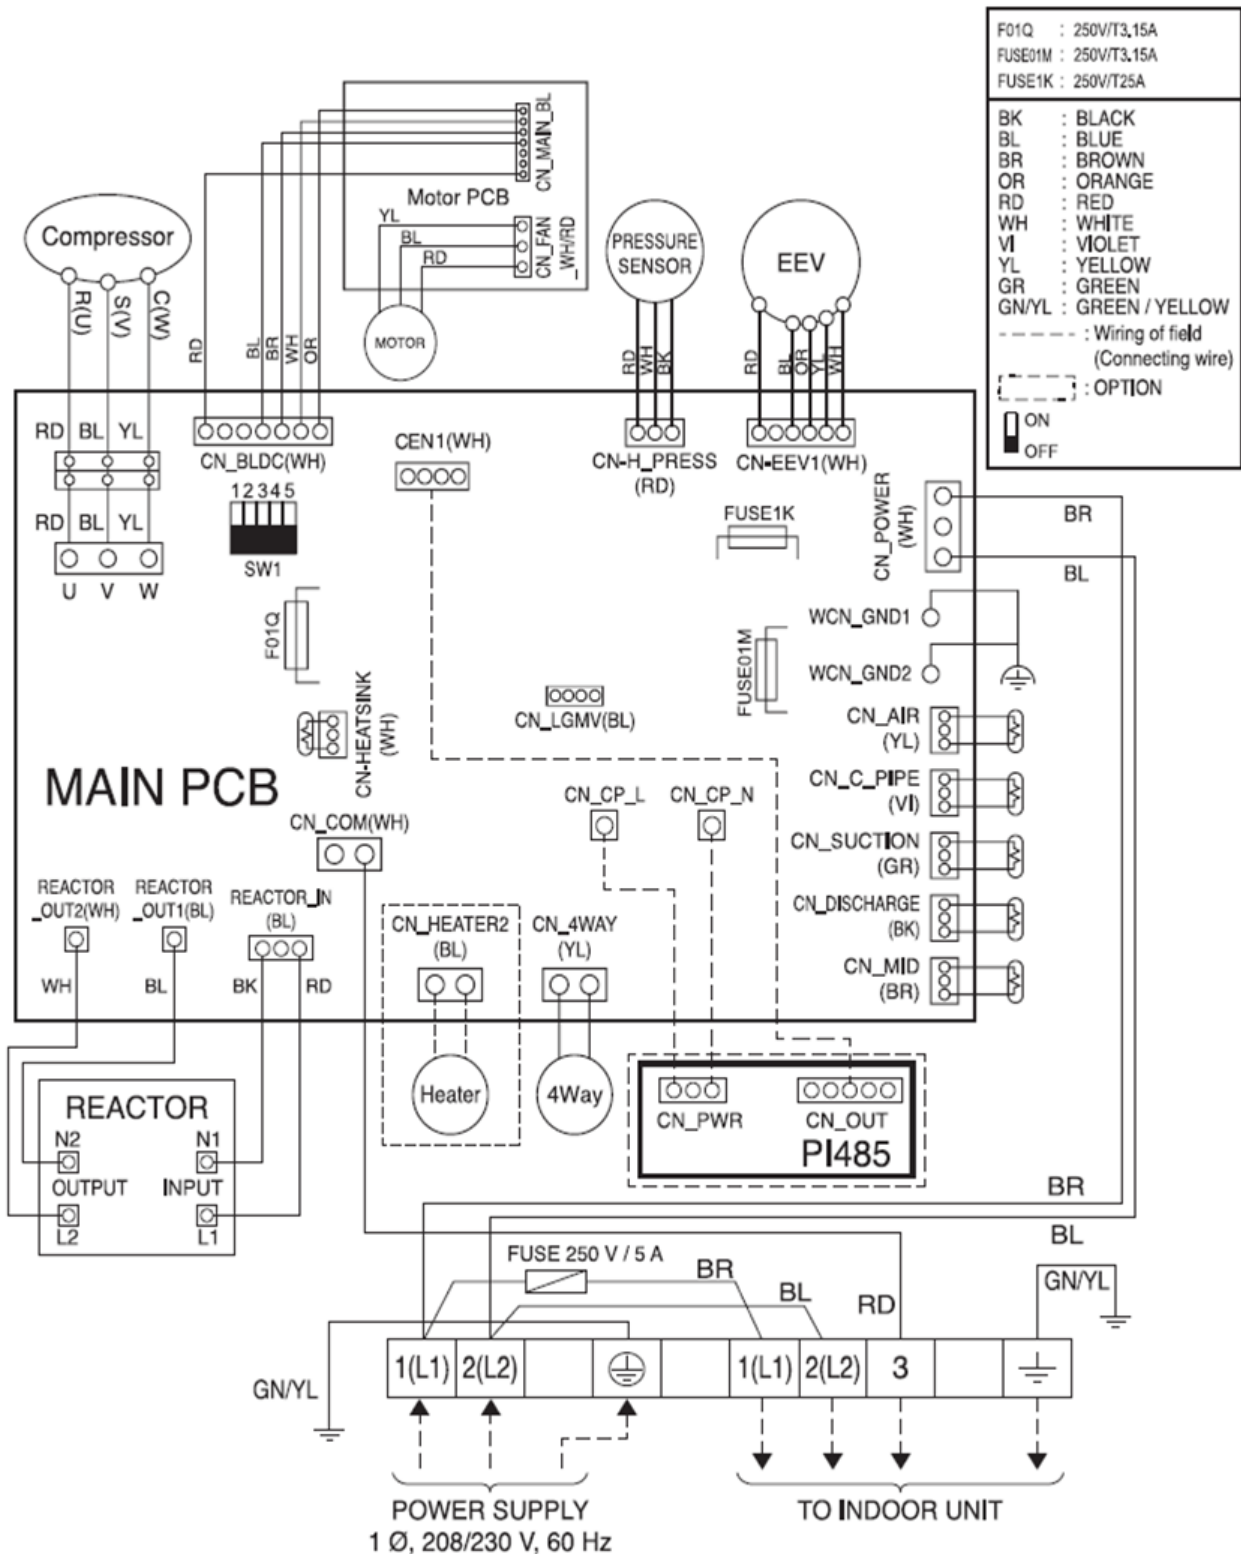 F01Q : 250V/T3.15A
FUSE01M : 250V/T3.15A
FUSE1K : 250V/T25A
BK : BLACK
BL : BLUE
BR : BROWN
OR : ORANGE
RD : RED
WH : WHITE
VI : VIOLET
YL : YELLOW
GR : GREEN
GN/YL : GREEN / YELLOW
: Wiring of field
(Connecting wire)
: OPTION
ON
OFF
CN_MAIN_BL
Motor PCB
CN_FAN
_WH/RD
YL
BL
RD
MOTOR
Compressor
R(U)
S(V)
C(W)
RD
BL
BR
WH
OR
PRESSURE
SENSOR
RD
WH
BK
EEV
RD
BL
OR
YL
WH
RD BL YL
RD BL YL
U V W
CN_BLDC(WH)
1 2 3 4 5
SW1
CEN1(WH)
CN-H_PRESS
(RD)
CN-EEV1(WH)
FUSE1K
CN_POWER
(WH)
BR
BL
F01Q
FUSE01M
WCN_GND1
WCN_GND2
CN-HEATSINK
(WH)
CN_LGMV(BL)
CN_AIR
(YL)
CN_C_PIPE
(VI)
CN_SUCTION
(GR)
CN_DISCHARGE
(BK)
CN_MID
(BR)
MAIN PCB
CN_COM(WH)
CN_CP_L
CN_CP_N
REACTOR
_OUT2(WH)
REACTOR
_OUT1(BL)
REACTOR_IN
(BL)
WH
BL
BK
RD
CN_HEATER2
(BL)
Heater
CN_4WAY
(YL)
4Way
CN_PWR
CN_OUT
PI485
REACTOR
N2 N1
OUTPUT INPUT
L2 L1
BR
BL
FUSE 250 V / 5 A
BR
BL
RD
GN/YL
GN/YL
1(L1) 2(L2) 1(L1) 2(L2) 3
POWER SUPPLY
1 Ø, 208/230 V, 60 Hz
TO INDOOR UNIT